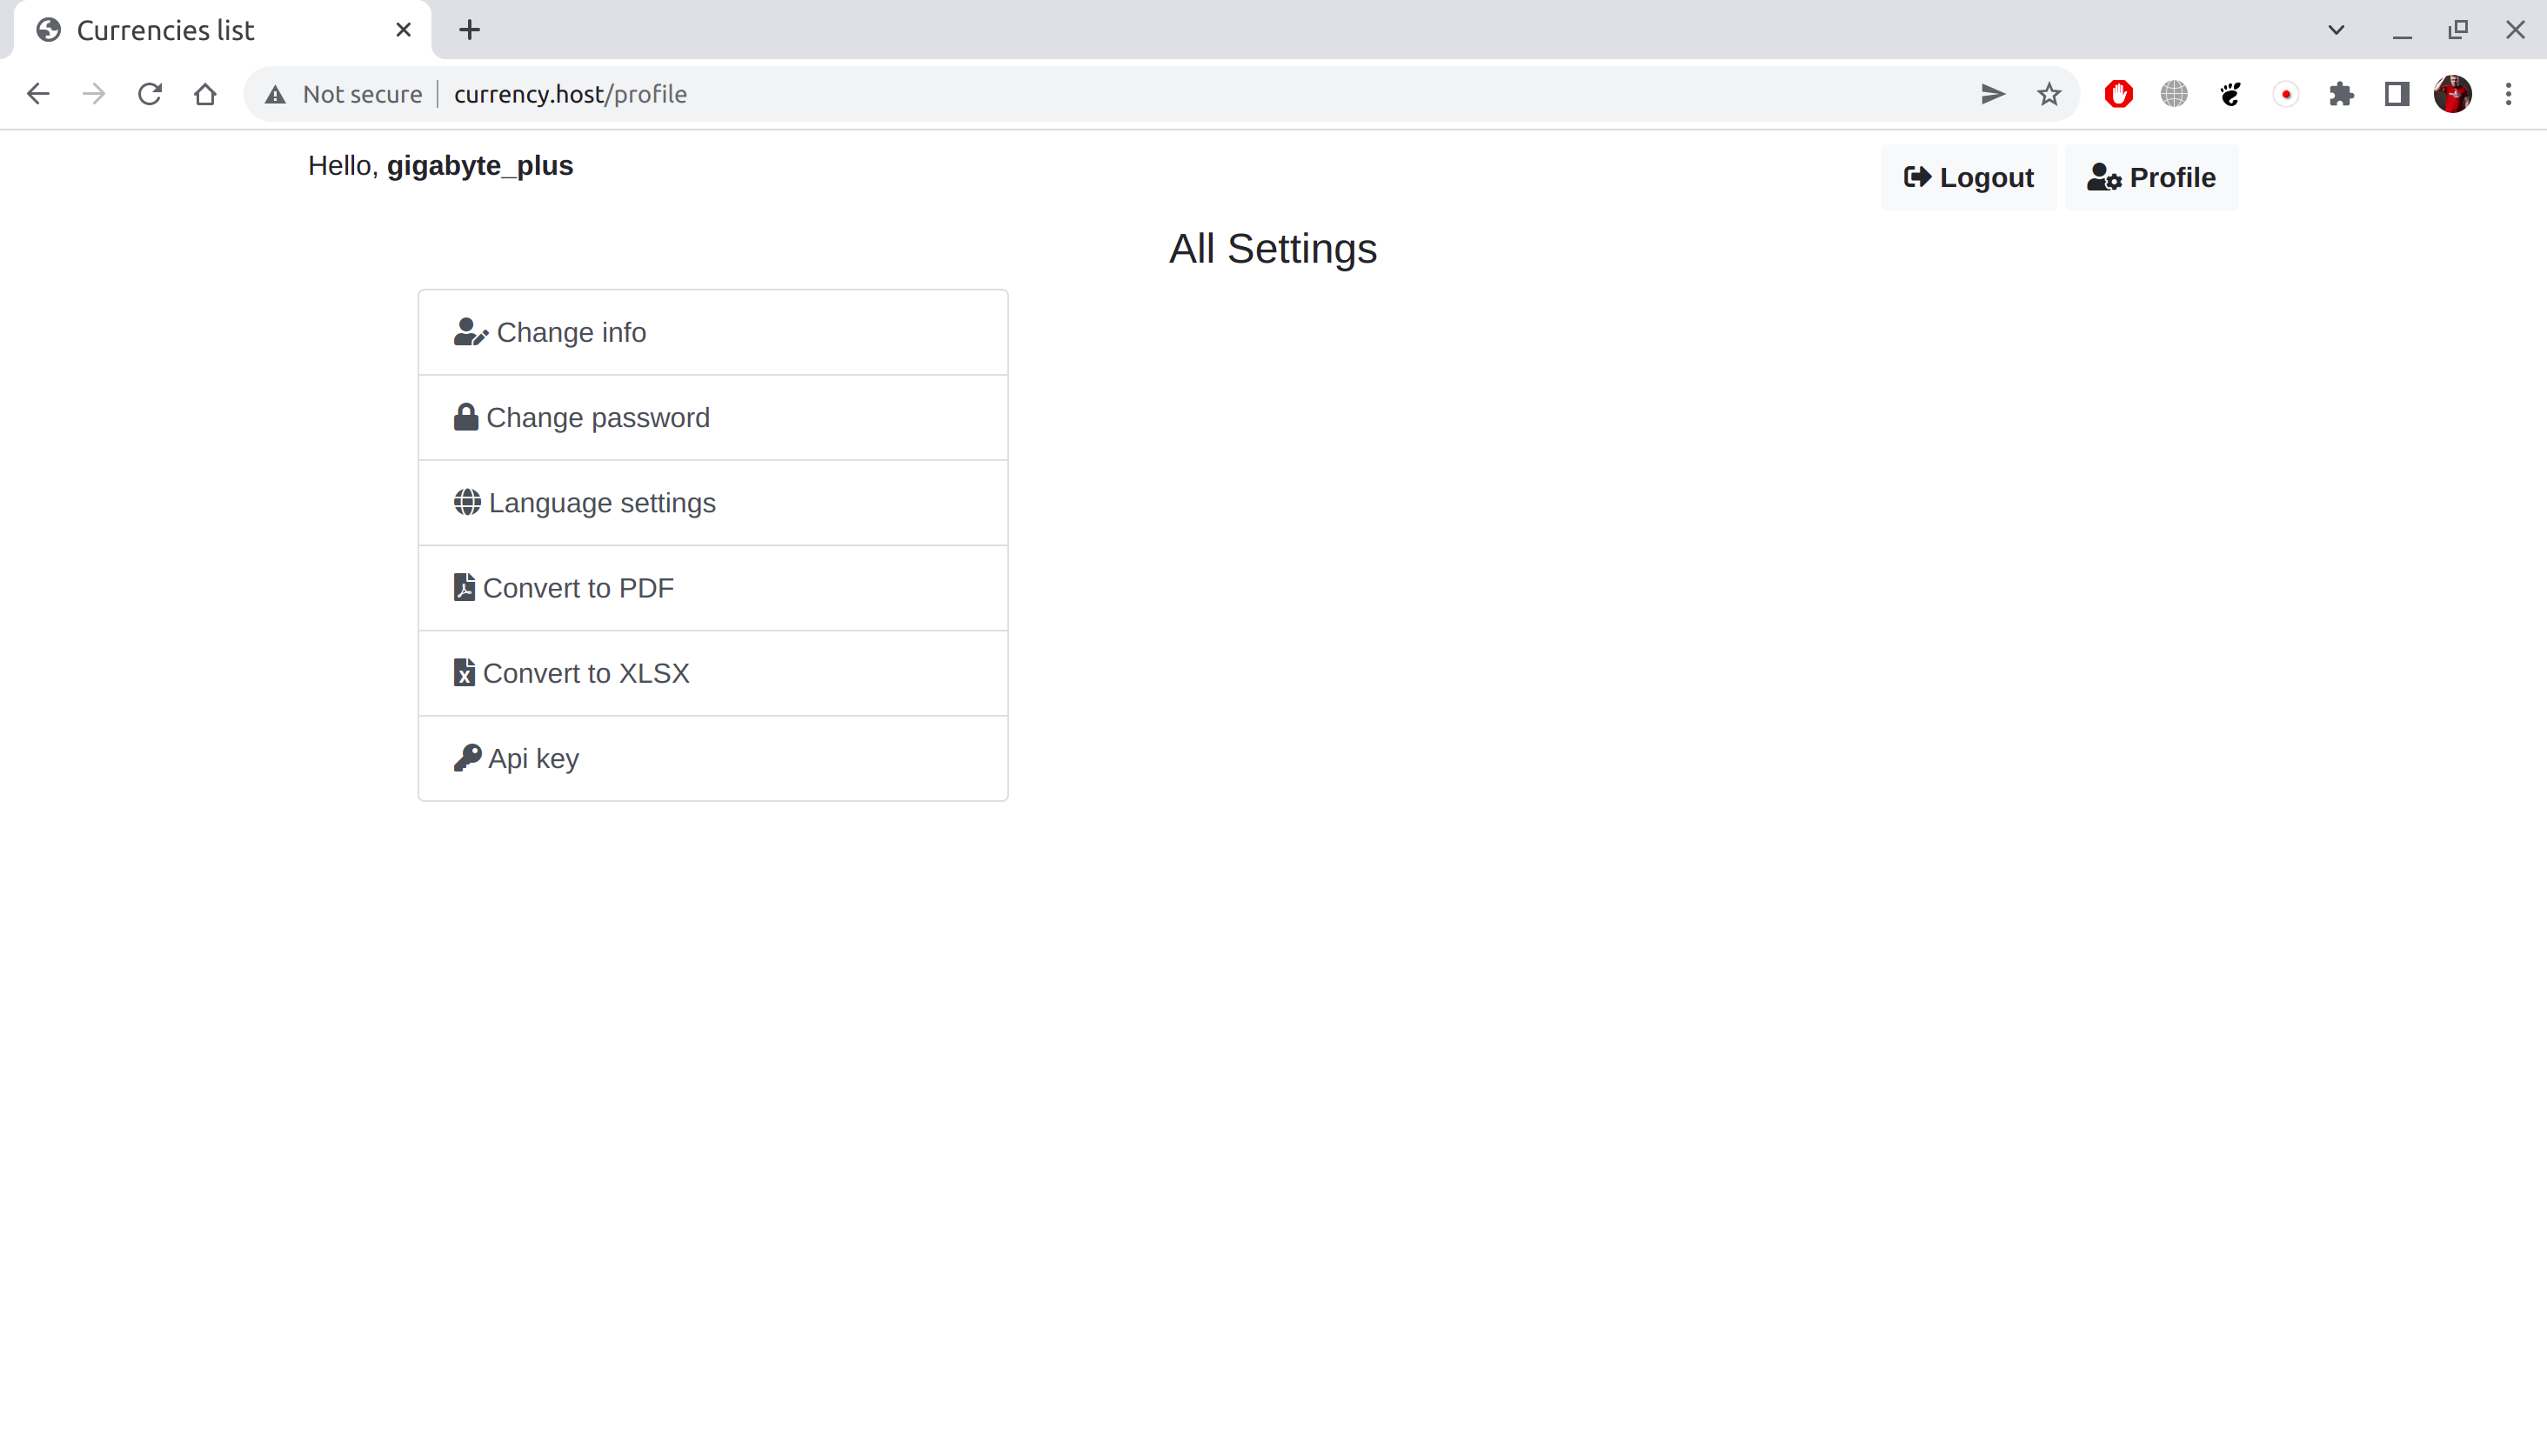 Currencies list
Not secure currency.host/profile
Hello, gigabyte_plus
Logout
Profile
All Settings
Change info
Change password
Language settings
Convert to PDF
Convert to XLSX
Api key